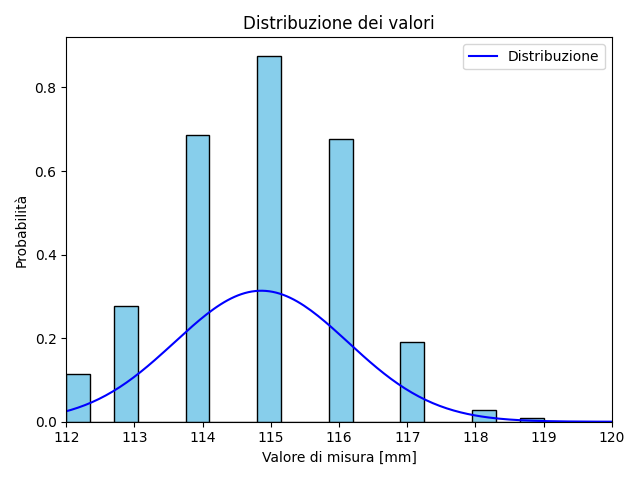 Distribuzione dei valori
Distribuzione
0.8
0.6
0.4
0.2
0.0
Probabilità
112 113 114 115 116 117 118 119 120
Valore di misura [mm]